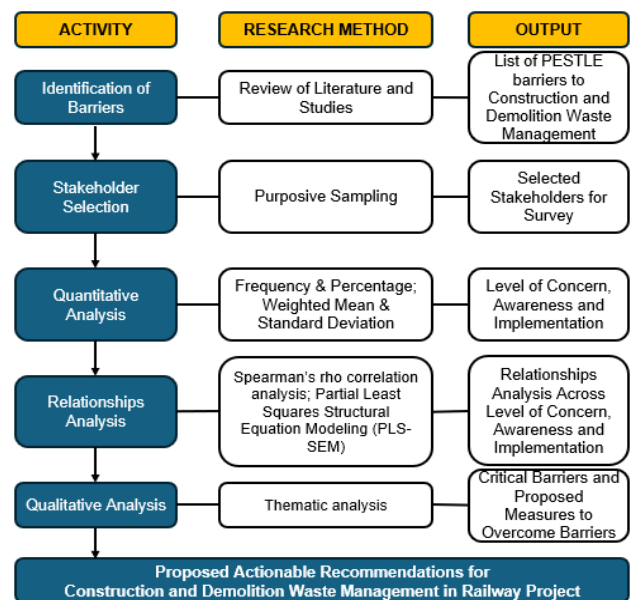 ACTIVITY
RESEARCH METHOD
OUTPUT
Identification of
Barriers
Review of Literature and
Studies
List of PESTLE
barriers to
Construction and
Demolition Waste
Management
Stakeholder
Selection
Purposive Sampling
Selected
Stakeholders for
Survey
Quantitative
Analysis
Frequency & Percentage;
Weighted Mean &
Standard Deviation
Level of Concern,
Awareness and
Implementation
Relationships
Analysis
Spearman's rho correlation
analysis; Partial Least
Squares Structural
Equation Modeling (PLS-
SEM)
Relationships
Analysis Across
Level of Concern,
Awareness and
Implementation
Qualitative Analysis
Thematic analysis
Critical Barriers and
Proposed
Measures to
Overcome Barriers
Proposed Actionable Recommendations for
Construction and Demolition Waste Management in Railway Project